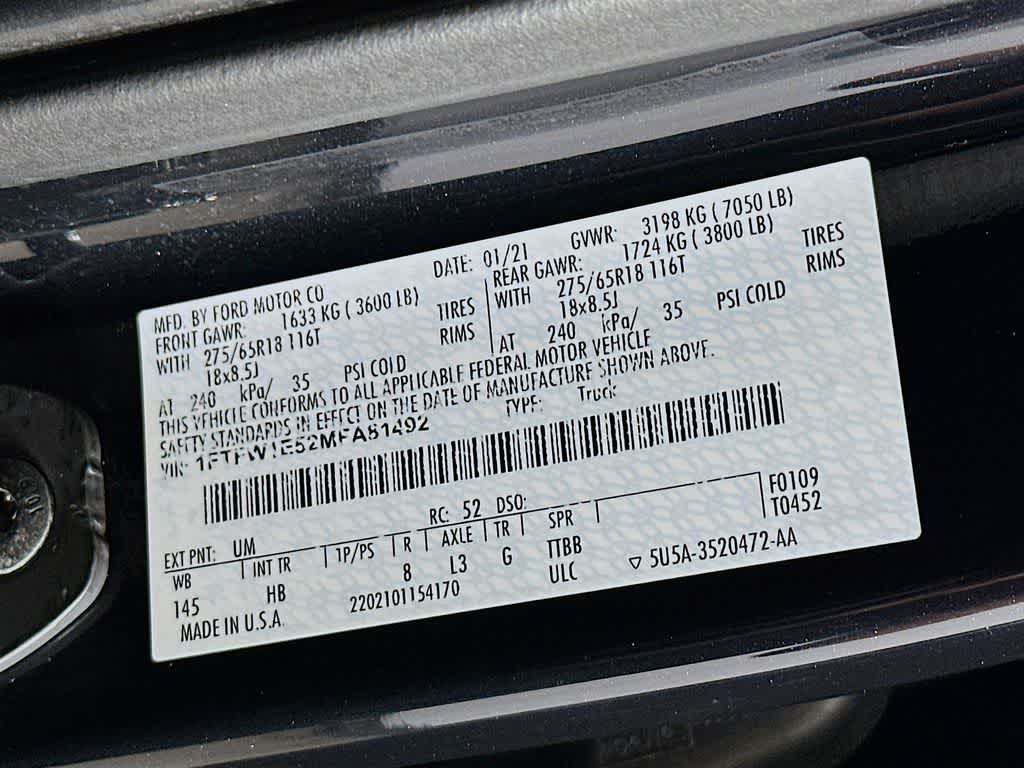 MFD. BY FORD MOTOR CO
DATE: 01/21 GVWR: 3198 KG ( 7050 LB)
FRONT GAWR: 1633 KG ( 3600 LB) REAR GAWR: 1724 KG ( 3800 LB)
WITH 275/65R18 116T TIRES WITH 275/65R18 116T TIRES
18x8.5J RIMS 18x8.5J RIMS
AT 240 kPa/ 35 PSI COLD AT 240 kPa/ 35 PSI COLD
THIS VEHICLE CONFORMS TO ALL APPLICABLE FEDERAL MOTOR VEHICLE
SAFETY STANDARDS IN EFFECT ON THE DATE OF MANUFACTURE SHOWN ABOVE.
VIN: 1FTFW1E52MFA81492 TYPE: Truck
F0109
T0452
EXT PNT: UM RC: 52 DSO:
WB INT TR TP/PS R AXLE TR SPR
145 HB 8 L3 G TTBB
ULC 5U5A-3520472-AA
MADE IN U.S.A. 2202101154170